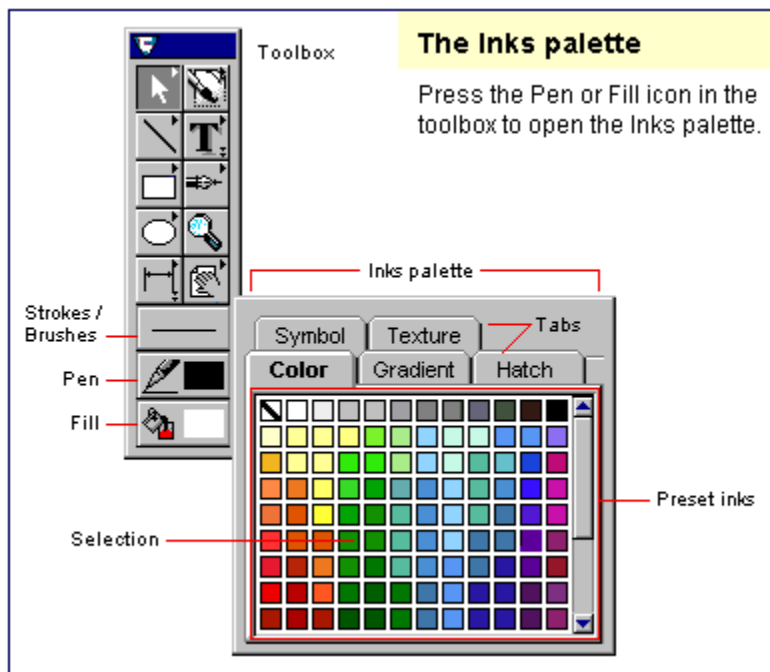 Toolbox
The Inks palette
Press the Pen or Fill icon in the
toolbox to open the Inks palette.
T
Inks palette
Strokes /
Brushes
Tabs
Symbol
Texture
Pen
Color
Gradient
Hatch
Fill
Preset inks
Selection